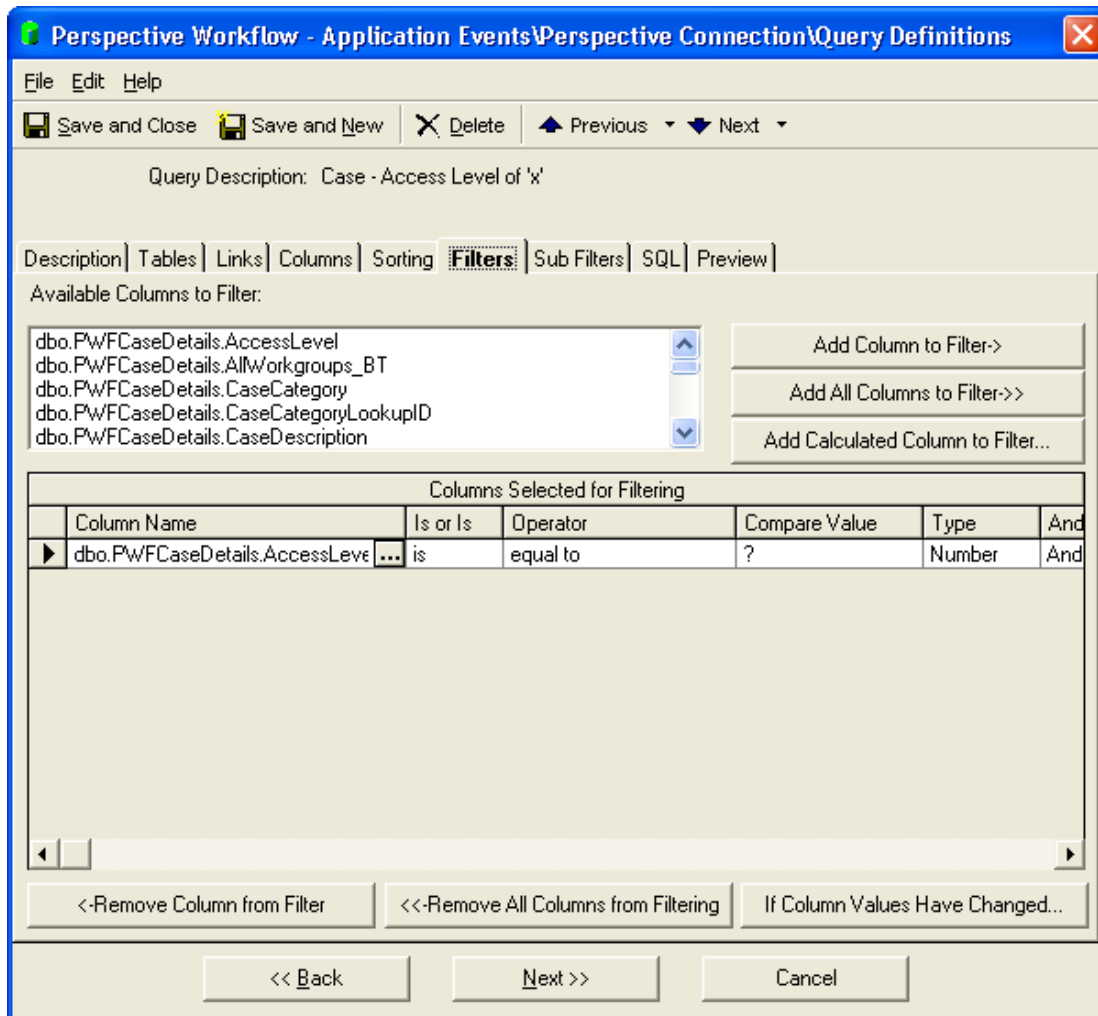 Perspective Workflow - Application Events\Perspective Connection\Query Definitions
File Edit Help
Save and Close Save and New Delete Previous Next
Query Description: Case - Access Level of 'x'
Description Tables Links Columns Sorting Filters Sub Filters SQL Preview
Available Columns to Filter:
dbo.PWFCaseDetails.AccessLevel
dbo.PWFCaseDetails.AllWorkgroups_BT
dbo.PWFCaseDetails.CaseCategory
dbo.PWFCaseDetails.CaseCategoryLookupID
dbo.PWFCaseDetails.CaseDescription
Add Column to Filter->
Add All Columns to Filter->>
Add Calculated Column to Filter...
Columns Selected for Filtering
Column Name Is or Is Operator Compare Value Type And
dbo.PWFCaseDetails.AccessLeve ... is equal to ? Number And
<-Remove Column from Filter <<-Remove All Columns from Filtering If Column Values Have Changed...
<< Back Next >> Cancel